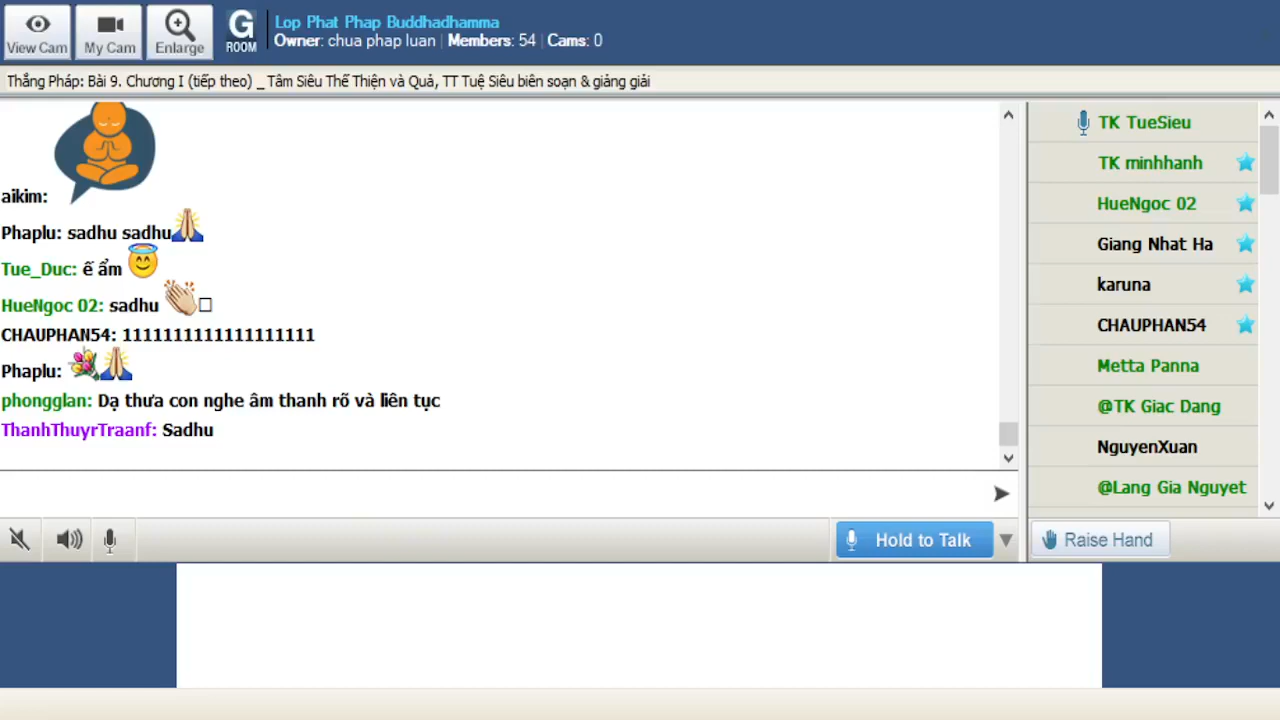 View Cam
My Cam
Enlarge
G
ROOM
Lop Phat Phap Buddhadhamma
Owner: chua phap luan | Members: 54 | Cams: 0
Thắng Pháp: Bài 9. Chương I (tiếp theo) _ Tâm Siêu Thế Thiện và Quả, TT Tuệ Siêu biên soạn & giảng giải
aikim:
Phaplu: sadhu sadhu
Tue_Duc: ế ẩm
HueNgoc 02: sadhu
CHAUPHAN54: 1111111111111111111
Phaplu:
phongglan: Dạ thưa con nghe âm thanh rõ và liên tục
ThanhThuyrTraanf: Sadhu
TK TueSieu
TK minhhanh
HueNgoc 02
Giang Nhat Ha
karuna
CHAUPHAN54
Metta Panna
@TK Giac Dang
NguyenXuan
@Lang Gia Nguyet
Hold to Talk
Raise Hand